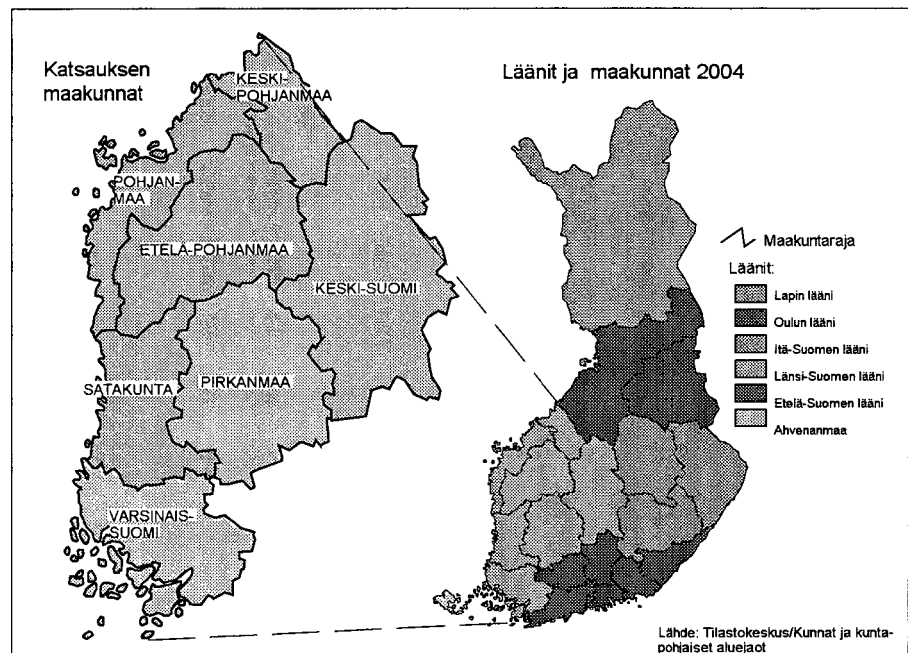 Katsauksen
maakunnat
KESKI-
POHJANMAA
POHJAN-
MAA
ETELÄ-POHJANMAA
KESKI-SUOMI
SATAKUNTA
PIRKANMAA
VARSINAIS-
SUOMI
Läänit ja maakunnat 2004
Maakuntaraja
Läänit:
Lapin lääni
Oulun lääni
Itä-Suomen lääni
Länsi-Suomen lääni
Etelä-Suomen lääni
Ahvenanmaa
Lähde: Tilastokeskus/Kunnat ja kunta-
pohjaiset aluejaot